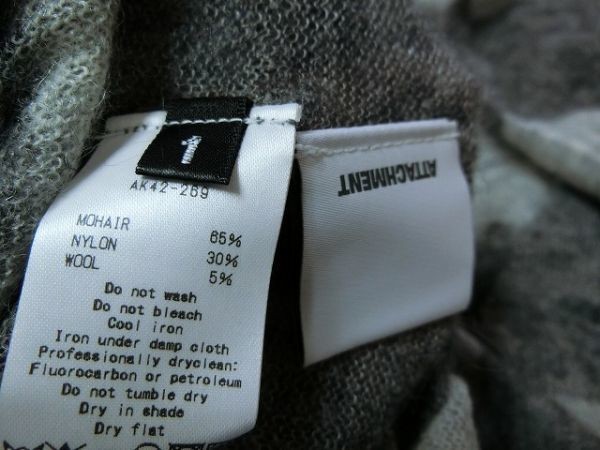 1
AK42-269
MOHAIR 65%
NYLON 30%
WOOL 5%
Do not wash
Do not bleach
Cool iron
Iron under damp cloth
Professionally dryclean:
Fluorocarbon or petroleum
Do not tumble dry
Dry in shade
Dry flat
ATTACHMENT